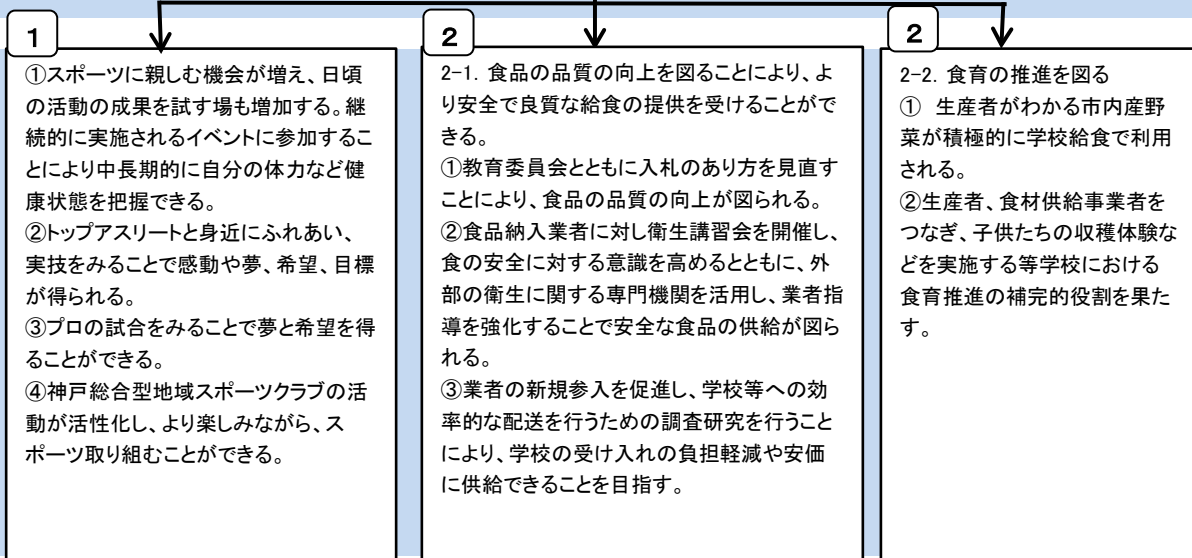 1
①スポーツに親しむ機会が増え、日頃
の活動の成果を試す場も増加する。継
続的に実施されるイベントに参加するこ
とにより中長期的に自分の体力など健
康状態を把握できる。
②トップアスリートと身近にふれあい、
実技をみることで感動や夢、希望、目標
が得られる。
③プロの試合をみることで夢と希望を得
ることができる。
④神戸総合型地域スポーツクラブの活
動が活性化し、より楽しみながら、ス
ポーツ取り組むことができる。
2
2-1. 食品の品質の向上を図ることにより、よ
り安全で良質な給食の提供を受けることがで
きる。
①教育委員会とともに入札のあり方を見直す
ことにより、食品の品質の向上が図られる。
②食品納入業者に対し衛生講習会を開催し、
食の安全に対する意識を高めるとともに、外
部の衛生に関する専門機関を活用し、業者指
導を強化することで安全な食品の供給が図ら
れる。
③業者の新規参入を促進し、学校等への効
率的な配送を行うための調査研究を行うこと
により、学校の受け入れの負担軽減や安価
に供給できることを目指す。
2
2-2. 食育の推進を図る
① 生産者がわかる市内産野
菜が積極的に学校給食で利用
される。
②生産者、食材供給事業者を
つなぎ、子供たちの収穫体験な
どを実施する等学校における
食育推進の補完的役割を果た
す。